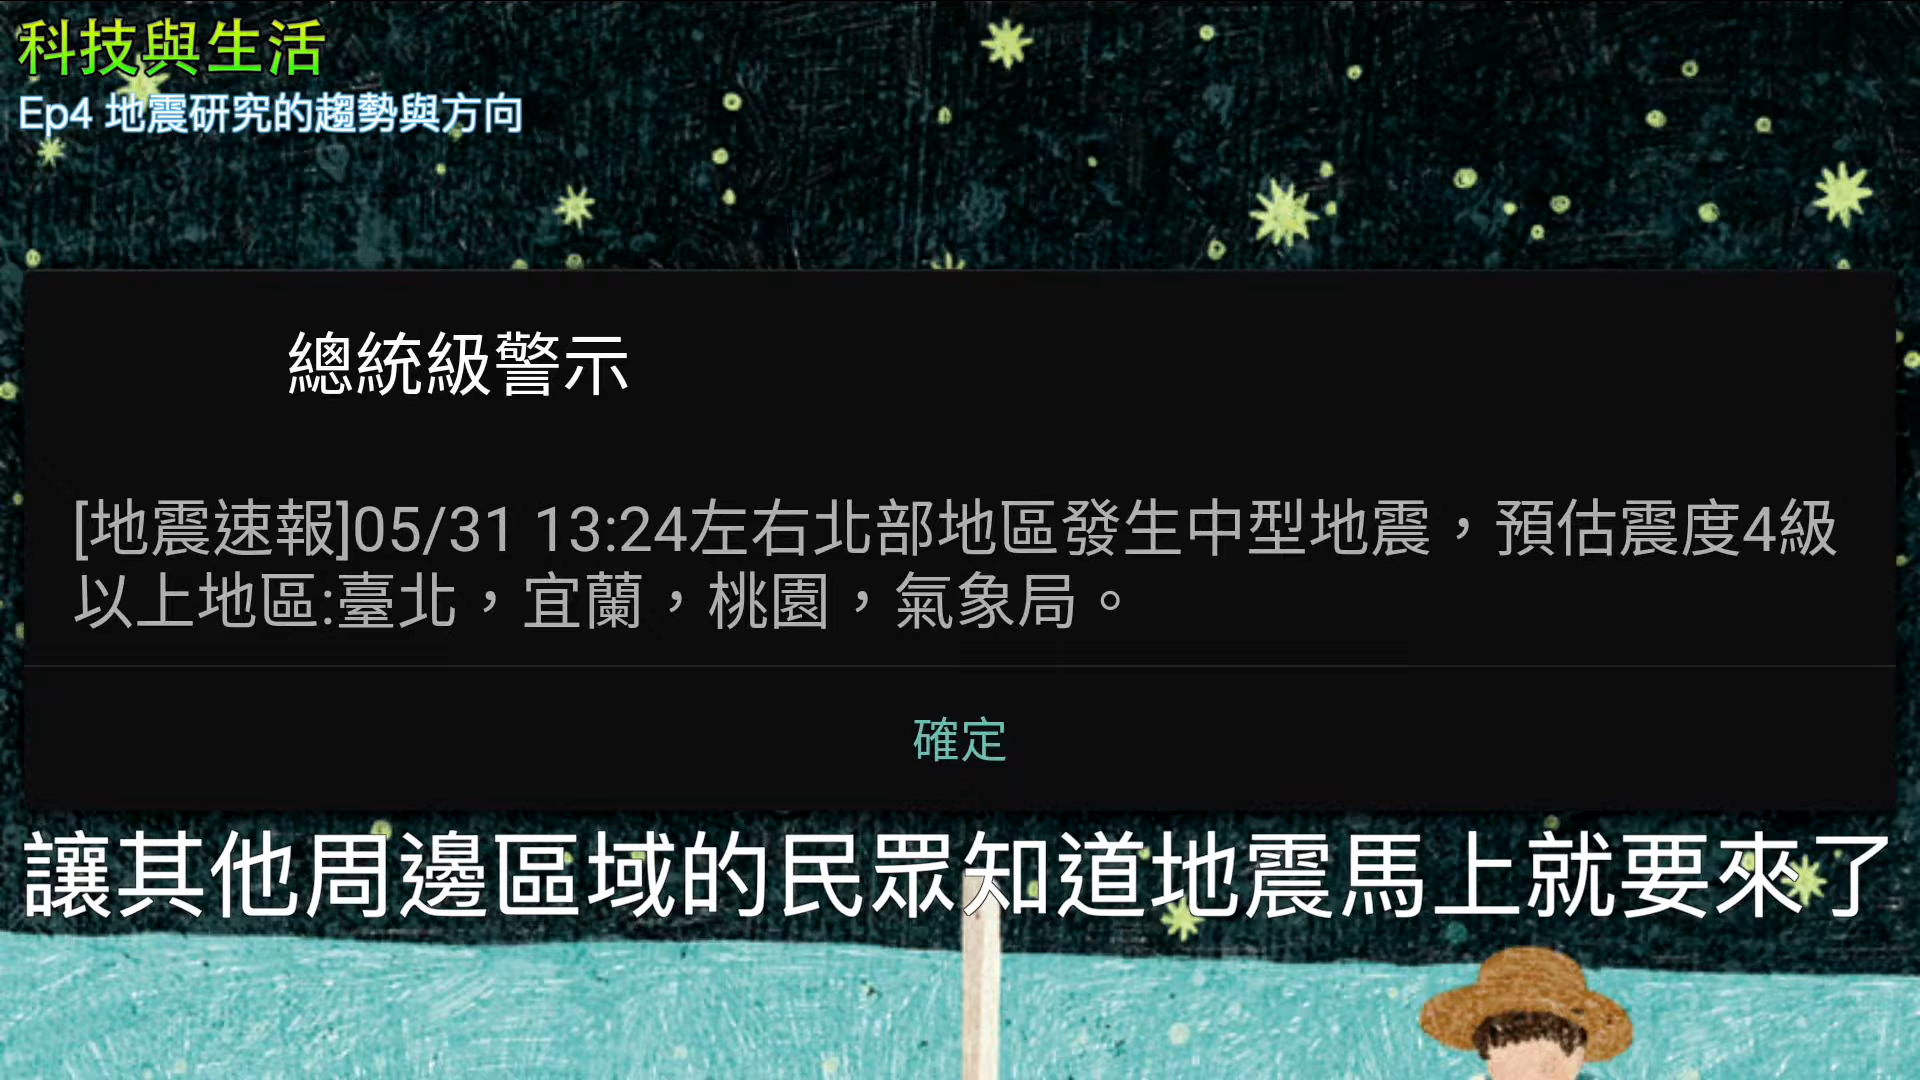 科技與生活
Ep4 地震研究的趨勢與方向
總統級警示
[地震速報]05/31 13:24左右北部地區發生中型地震，預估震度4級
以上地區:臺北，宜蘭，桃園，氣象局。
確定
讓其他周邊區域的民眾知道地震馬上就要來了